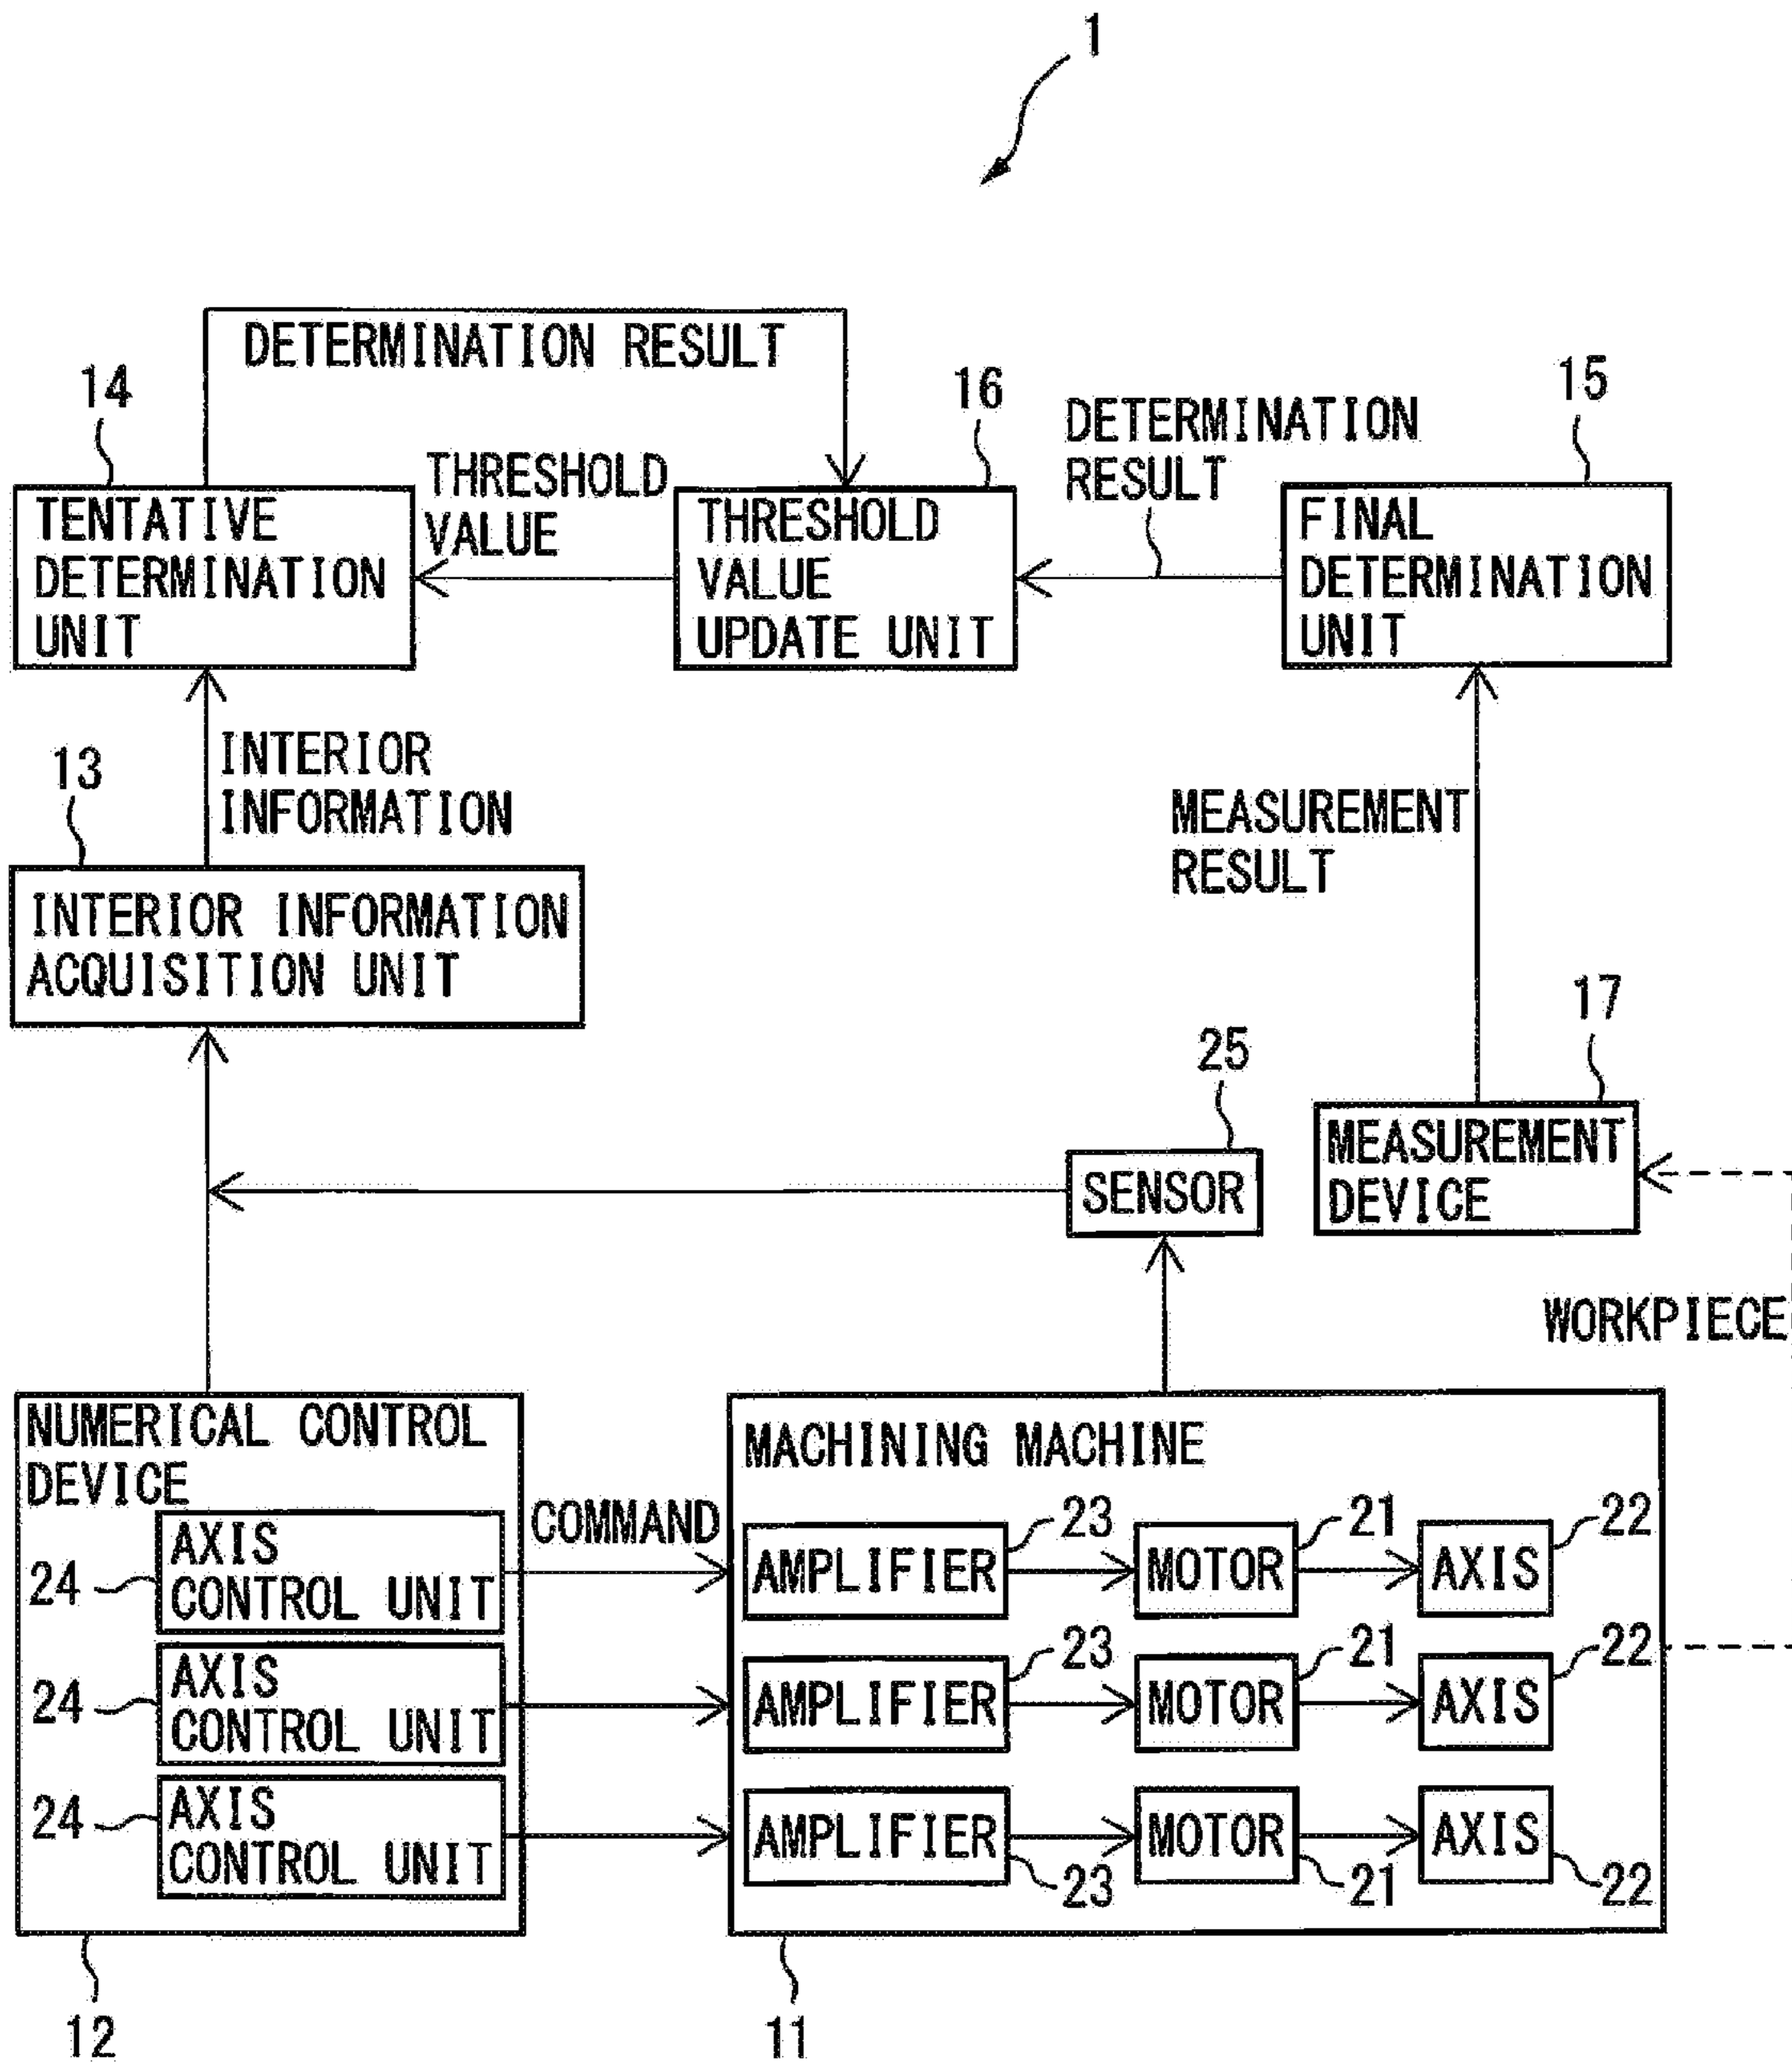 1
DETERMINATION RESULT
14
16
15
DETERMINATION
RESULT
THRESHOLD
VALUE
TENTATIVE
DETERMINATION
UNIT
THRESHOLD
VALUE
UPDATE UNIT
FINAL
DETERMINATION
UNIT
13
INTERIOR
INFORMATION
MEASUREMENT
RESULT
INTERIOR INFORMATION
ACQUISITION UNIT
17
25
SENSOR
MEASUREMENT
DEVICE
WORKPIECE
NUMERICAL CONTROL
DEVICE
MACHINING MACHINE
24
AXIS
CONTROL UNIT
COMMAND
AMPLIFIER
23
MOTOR
21
AXIS
22
24
AXIS
CONTROL UNIT
AMPLIFIER
23
MOTOR
21
AXIS
22
24
AXIS
CONTROL UNIT
AMPLIFIER
23
MOTOR
21
AXIS
22
12
11